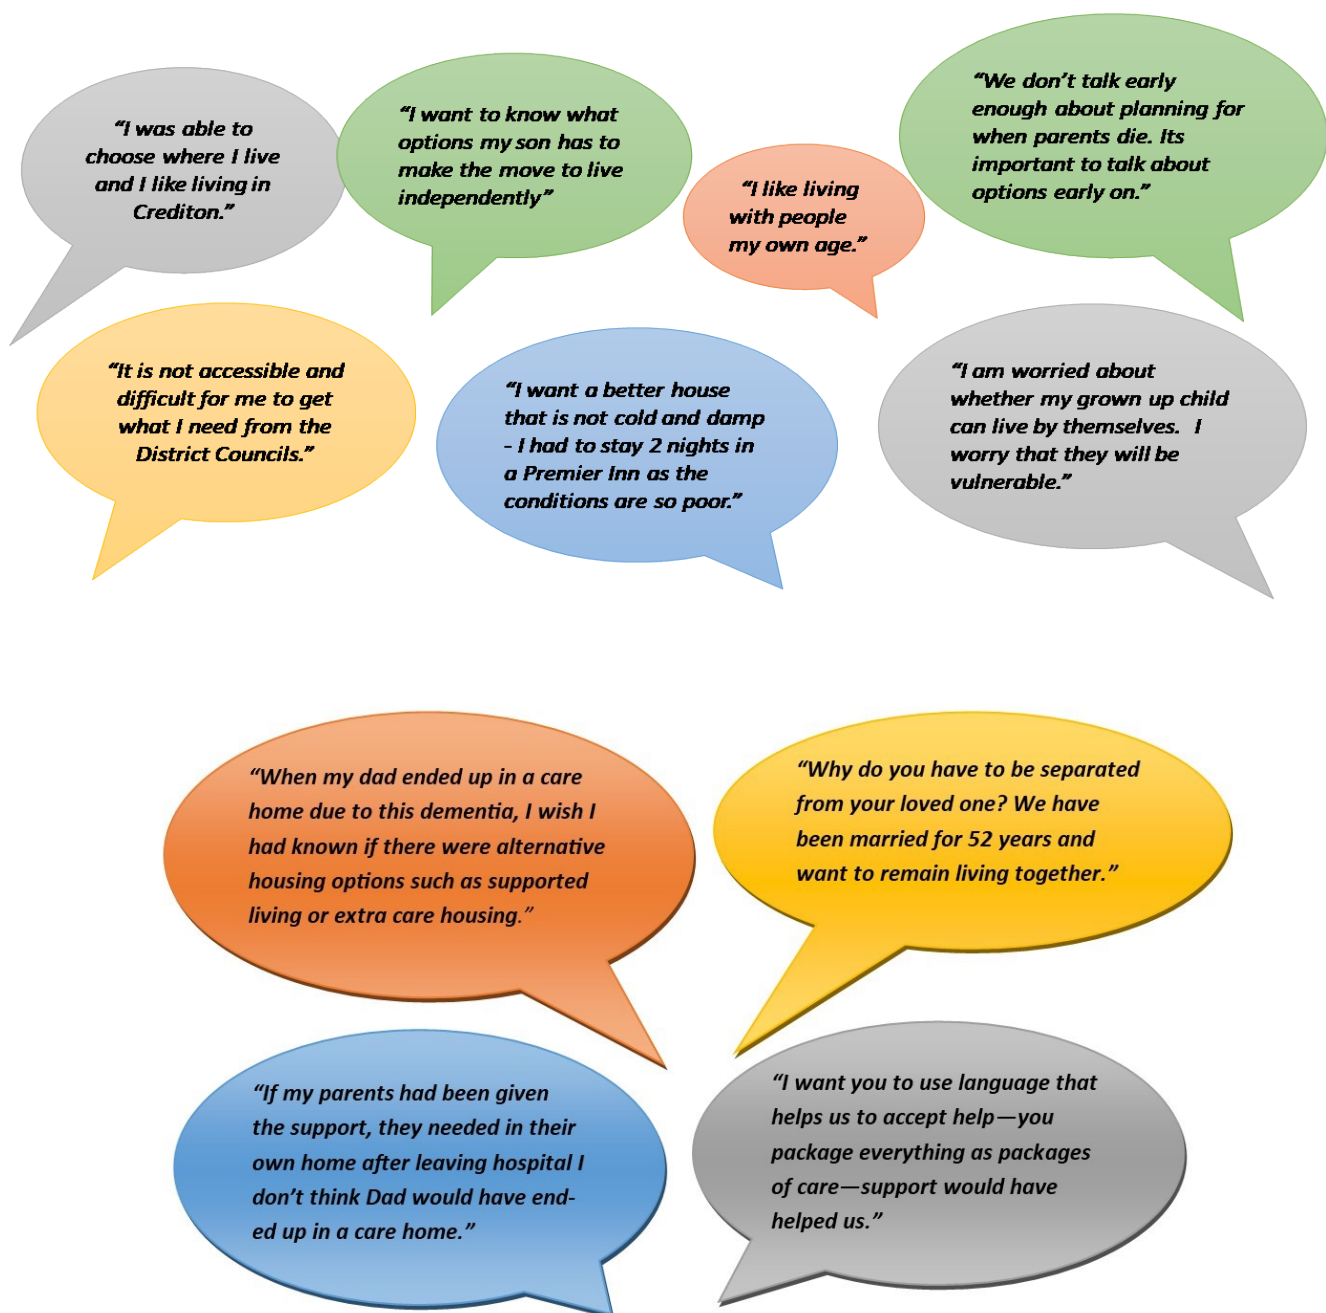 “I was able to
choose where I live
and I like living in
Crediton.”
“I want to know what
options my son has to
make the move to live
independently”
“I like living
with people
my own age.”
“We don’t talk early
enough about planning for
when parents die. Its
important to talk about
options early on.”
“It is not accessible and
difficult for me to get
what I need from the
District Councils.”
“I want a better house
that is not cold and damp
- I had to stay 2 nights in
a Premier Inn as the
conditions are so poor.”
“I am worried about
whether my grown up child
can live by themselves.  I
worry that they will be
vulnerable.”
“When my dad ended up in a care
home due to this dementia, I wish I
had known if there were alternative
housing options such as supported
living or extra care housing.”
“Why do you have to be separated
from your loved one? We have
been married for 52 years and
want to remain living together.”
“If my parents had been given
the support, they needed in their
own home after leaving hospital I
don’t think Dad would have end-
ed up in a care home.”
“I want you to use language that
helps us to accept help—you
package everything as packages
of care—support would have
helped us.”